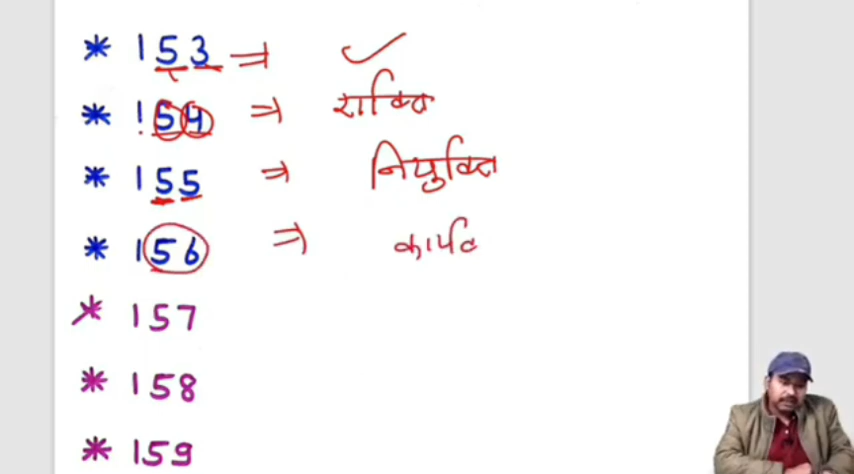 * 153 ⇒ ✓
* 154 ⇒ शक्ति
* 155 ⇒ नियुक्ति
* 156 ⇒
* 157
* 158
* 159